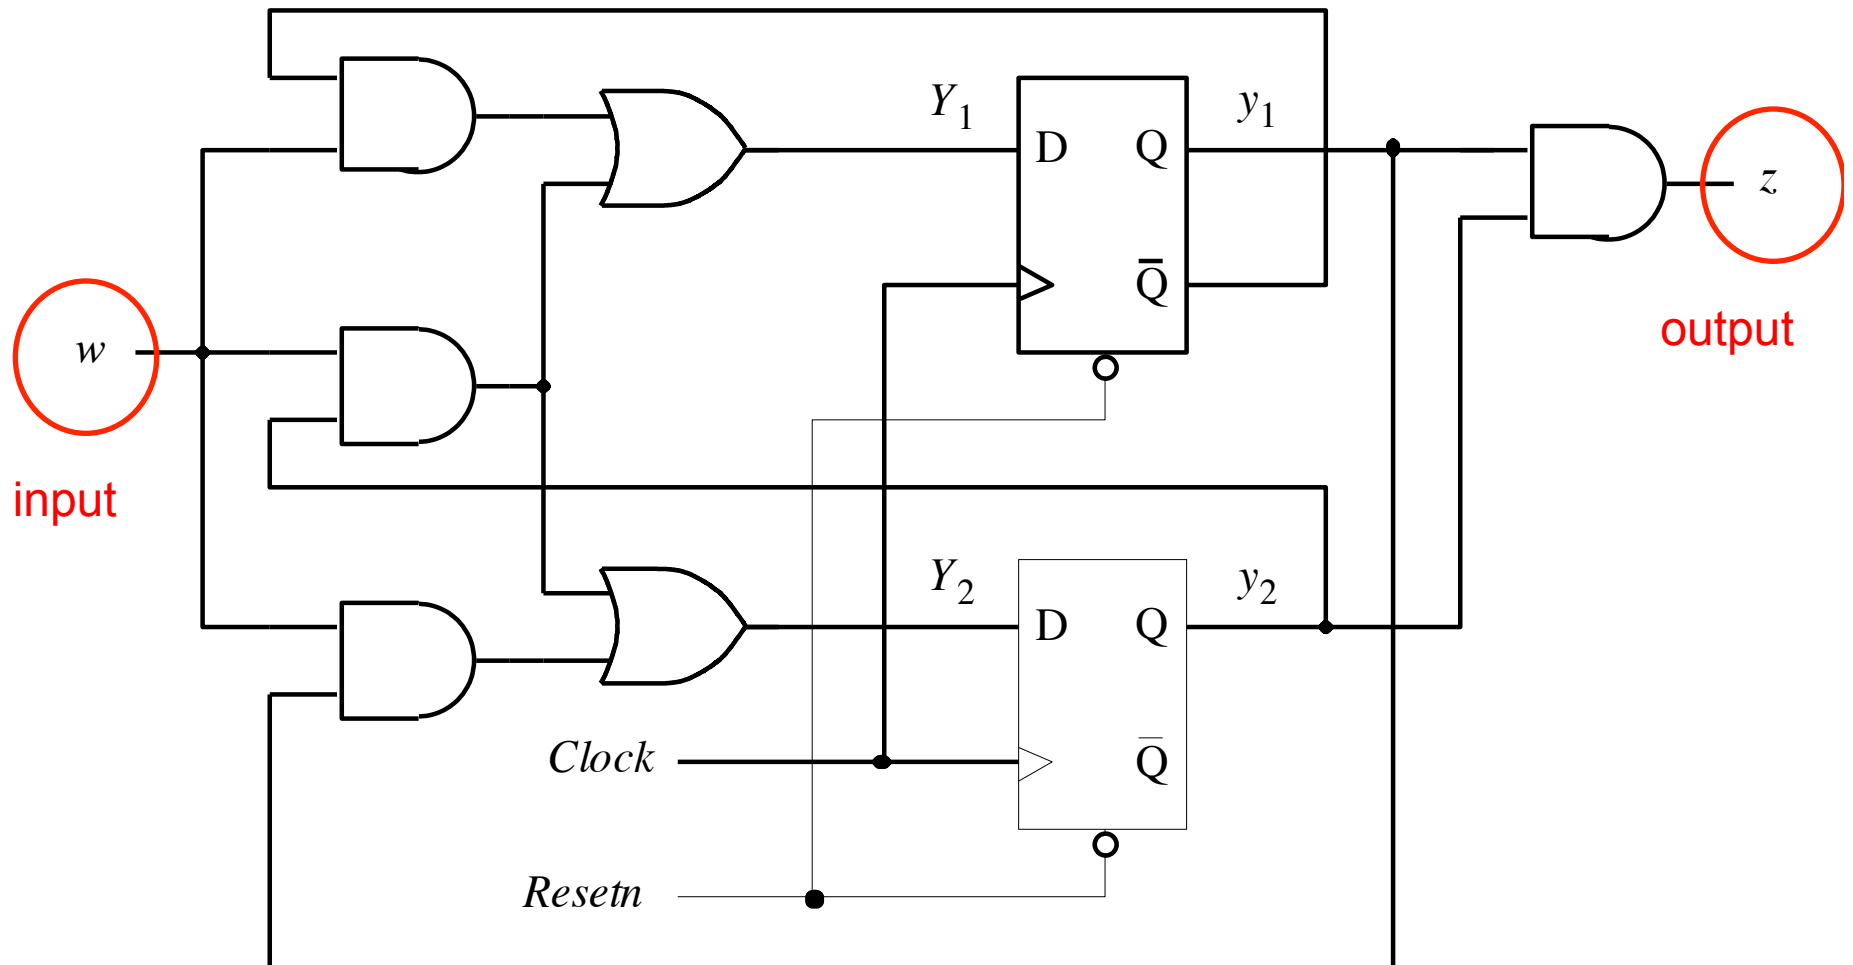 Y₁
y₁
D
Q
z
Q̄
output
w
input
Y₂
y₂
D
Q
Clock
Q̄
Resetn